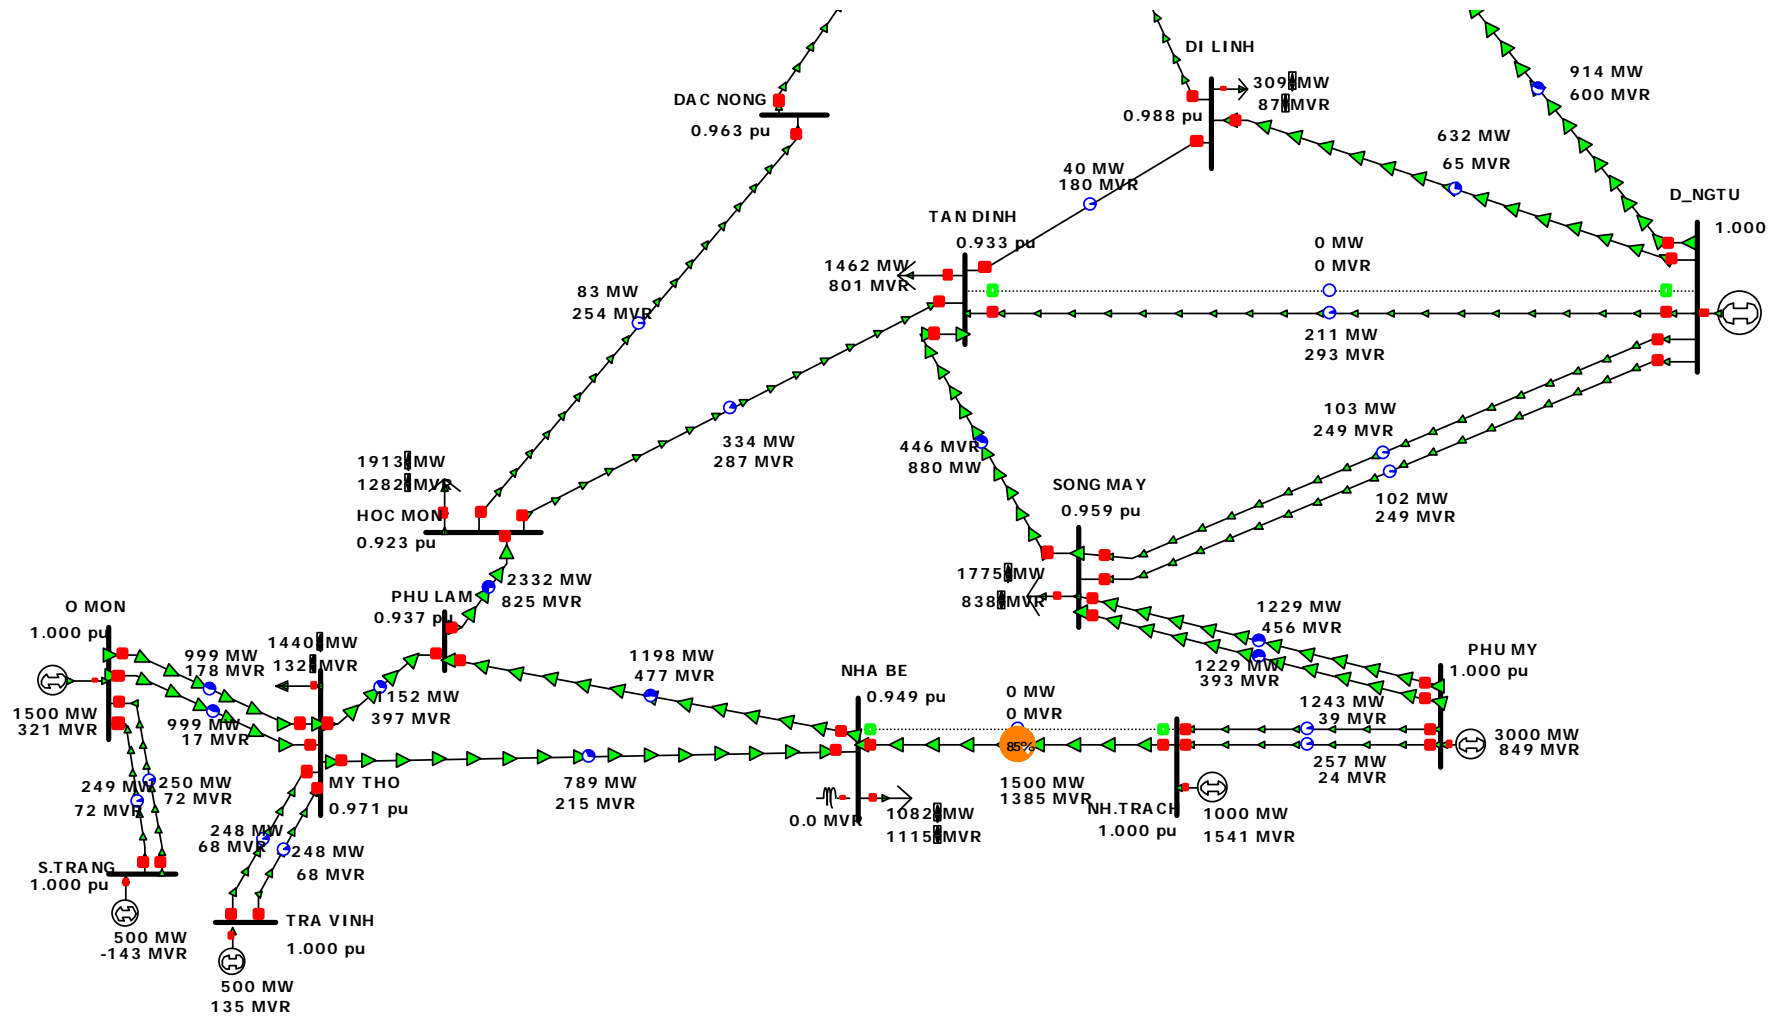 DI LINH
914 MW
600 MVR
309 MW
87 MVR
DAC NONG
0.963 pu
0.988 pu
632 MW
65 MVR
40 MW
180 MVR
D_NGTU
1.000
TAN DINH
0.933 pu
0 MW
0 MVR
1462 MW
801 MVR
83 MW
254 MVR
211 MW
293 MVR
103 MW
249 MVR
334 MW
287 MVR
446 MVR
880 MW
1913 MW
1282 MVR
SONG MAY
0.959 pu
102 MW
249 MVR
HOC MON
0.923 pu
1775 MW
838 MVR
2332 MW
825 MVR
PHU LAM
0.937 pu
O MON
1.000 pu
1229 MW
456 MVR
1440 MW
132 MVR
999 MW
178 MVR
1198 MW
477 MVR
NHA BE
0.949 pu
PHU MY
1.000 pu
1229 MW
393 MVR
1152 MW
397 MVR
0 MW
0 MVR
1243 MW
39 MVR
1500 MW
321 MVR
999 MW
17 MVR
85%
3000 MW
849 MVR
257 MW
24 MVR
249 MW
72 MVR
250 MW
72 MVR
MY THO
0.971 pu
789 MW
215 MVR
1500 MW
1385 MVR
NH.TRACH
1.000 pu
0.0 MVR
1082 MW
1115 MVR
1000 MW
1541 MVR
248 MW
68 MVR
248 MW
68 MVR
S.TRANG
1.000 pu
TRA VINH
1.000 pu
500 MW
-143 MVR
500 MW
135 MVR